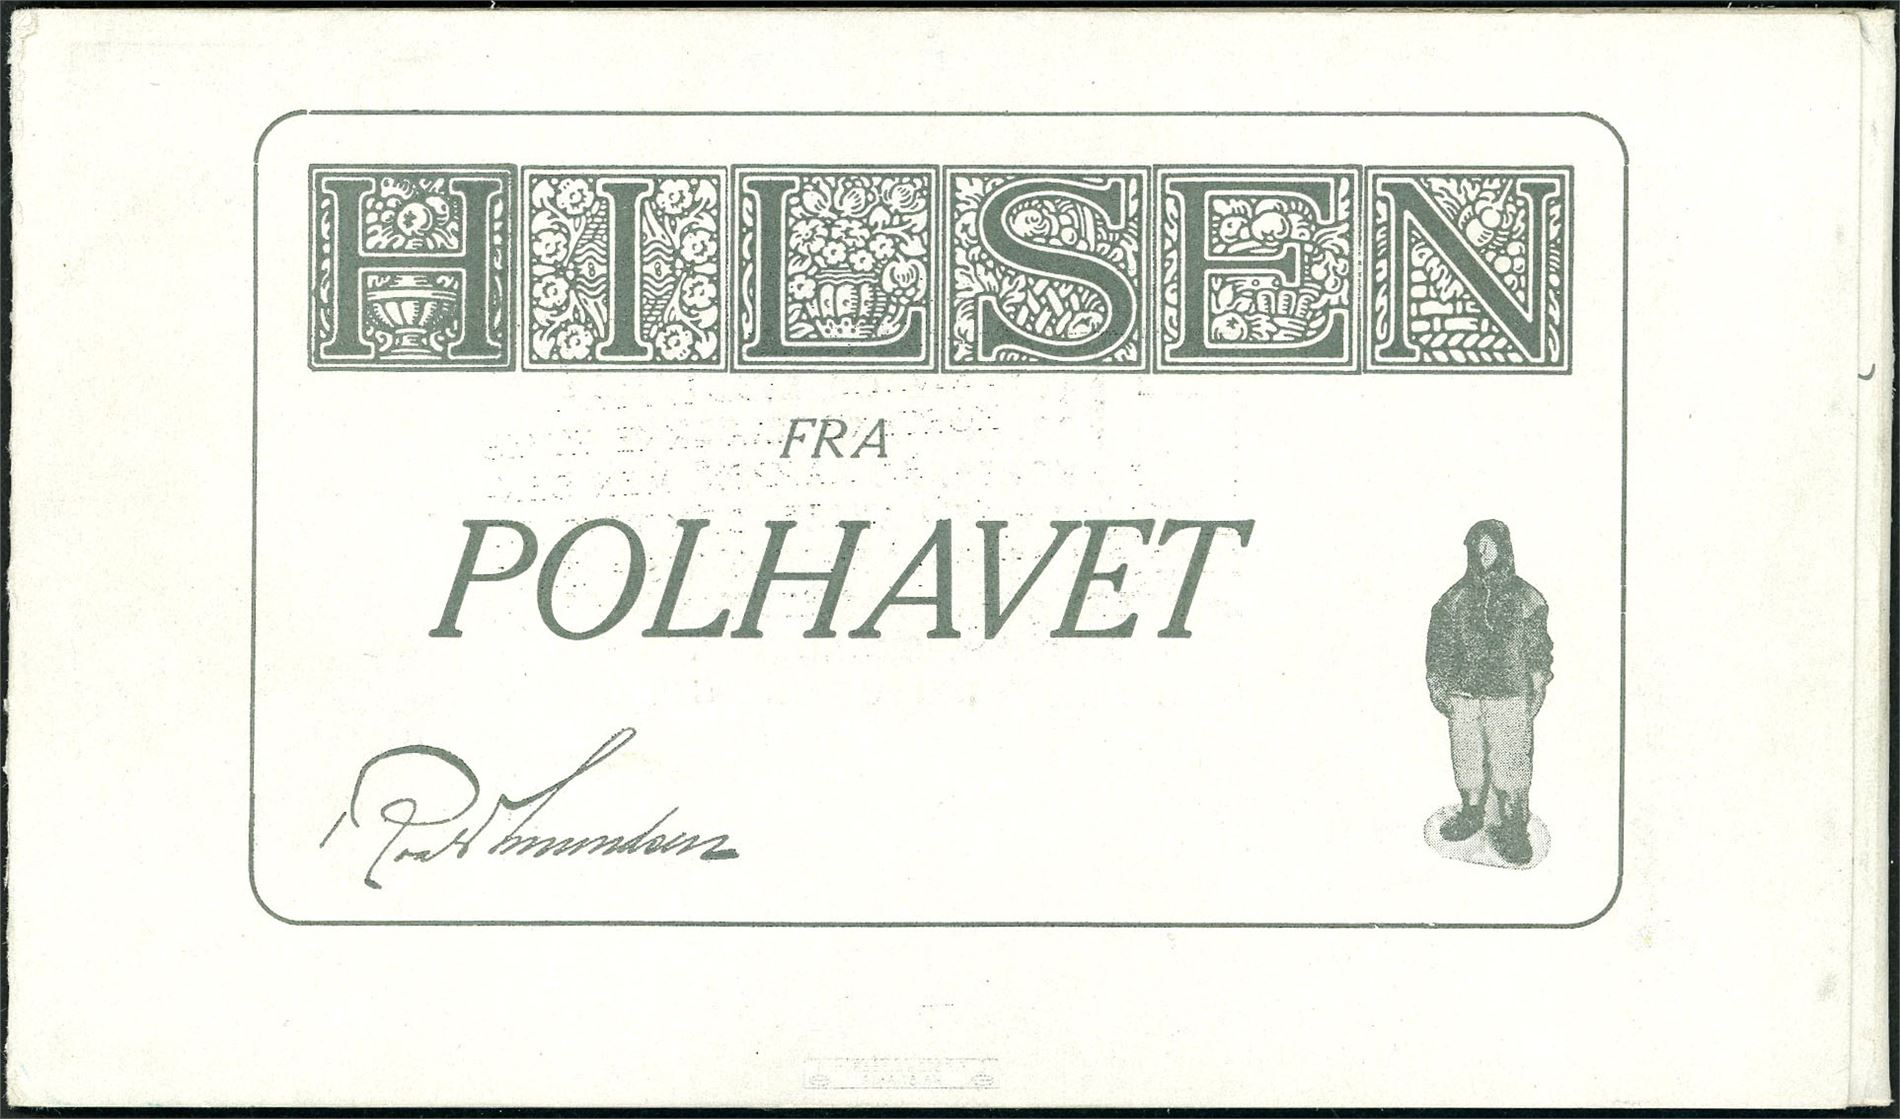 HILSEN
FRA
POLHAVET
Roald Amundsen